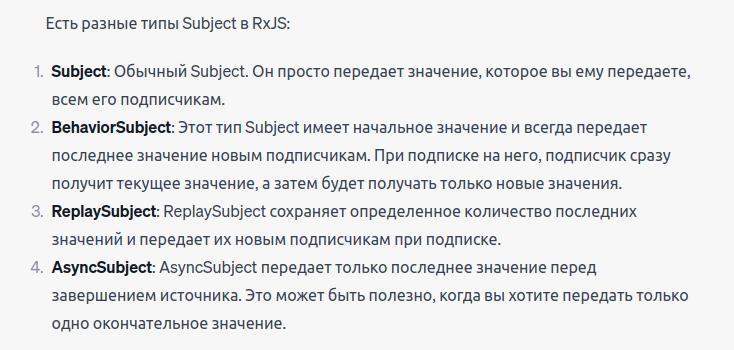 Есть разные типы Subject в RxJS:
1. Subject: Обычный Subject. Он просто передает значение, которое вы ему передаете,
всем его подписчикам.
2. BehaviorSubject: Этот тип Subject имеет начальное значение и всегда передает
последнее значение новым подписчикам. При подписке на него, подписчик сразу
получит текущее значение, а затем будет получать только новые значения.
3. ReplaySubject: ReplaySubject сохраняет определенное количество последних
значений и передает их новым подписчикам при подписке.
4. AsyncSubject: AsyncSubject передает только последнее значение перед
завершением источника. Это может быть полезно, когда вы хотите передать только
одно окончательное значение.